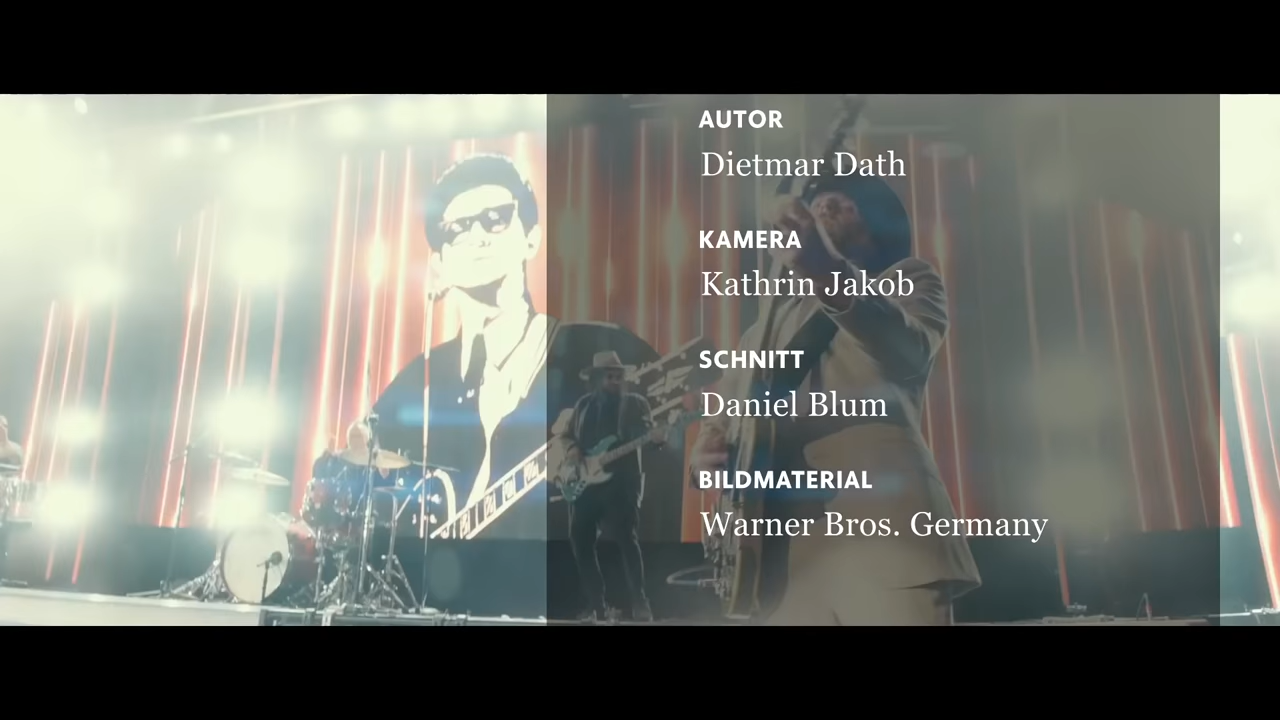 AUTOR
Dietmar Dath
KAMERA
Kathrin Jakob
SCHNITT
Daniel Blum
BILDMATERIAL
Warner Bros. Germany